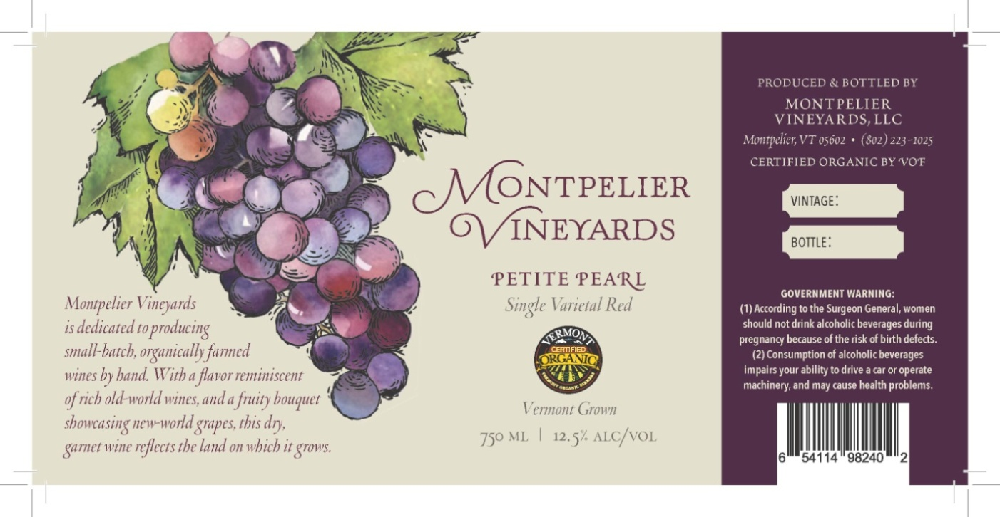 Montpelier Vineyards
is dedicated to producing
small-batch, organically farmed
wines by hand. With a flavor reminiscent
of rich old-world wines, and a fruity bouquet
showcasing new-world grapes, this dry,
garnet wine reflects the land on which it grows.
MONTPELIER
VINEYARDS
PETITE PEARL
Single Varietal Red
VERMONT
CERTIFIED
ORGANIC
VERMONT ORGANIC FARMERS
Vermont Grown
750 ML | 12.5% ALC/VOL
PRODUCED & BOTTLED BY
MONTPELIER
VINEYARDS, LLC
Montpelier, VT 05602 • (802) 223-1025
CERTIFIED ORGANIC BY VOF
VINTAGE:
BOTTLE:
GOVERNMENT WARNING:
(1) According to the Surgeon General, women
should not drink alcoholic beverages during
pregnancy because of the risk of birth defects.
(2) Consumption of alcoholic beverages
impairs your ability to drive a car or operate
machinery, and may cause health problems.
6 54114 98240 2